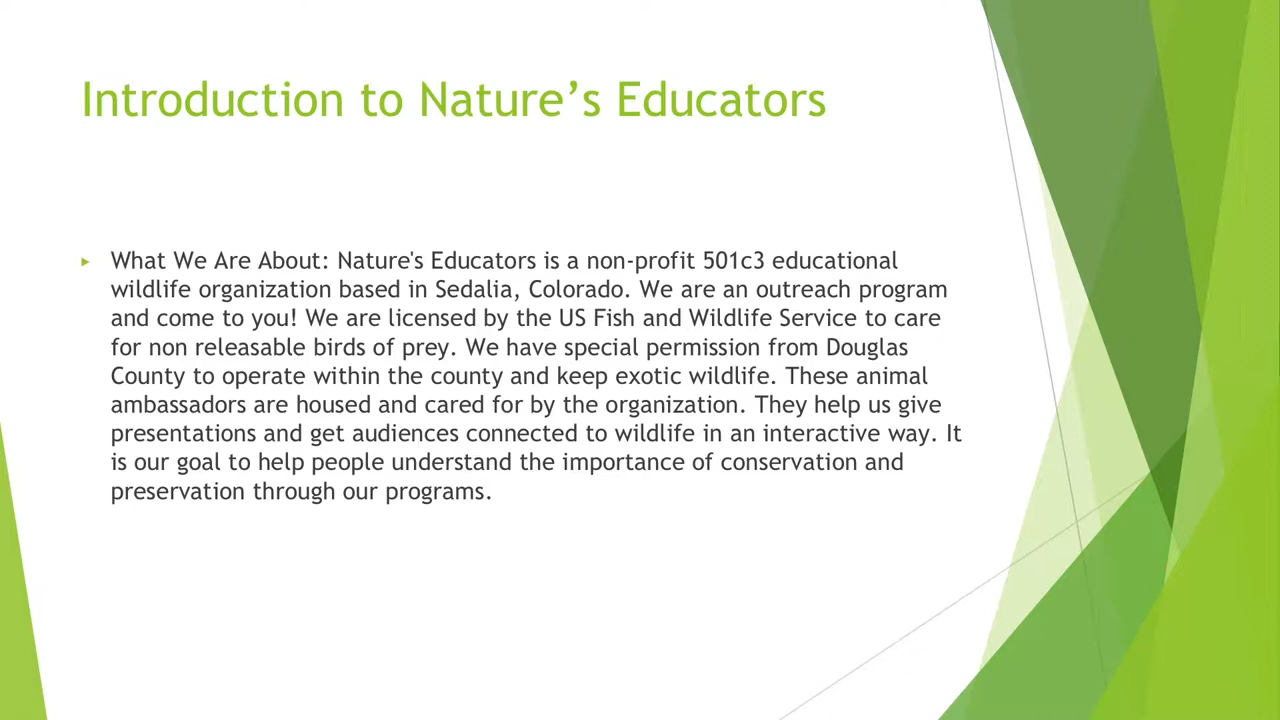 Introduction to Nature’s Educators
What We Are About: Nature's Educators is a non-profit 501c3 educational
wildlife organization based in Sedalia, Colorado. We are an outreach program
and come to you! We are licensed by the US Fish and Wildlife Service to care
for non releasable birds of prey. We have special permission from Douglas
County to operate within the county and keep exotic wildlife. These animal
ambassadors are housed and cared for by the organization. They help us give
presentations and get audiences connected to wildlife in an interactive way. It
is our goal to help people understand the importance of conservation and
preservation through our programs.